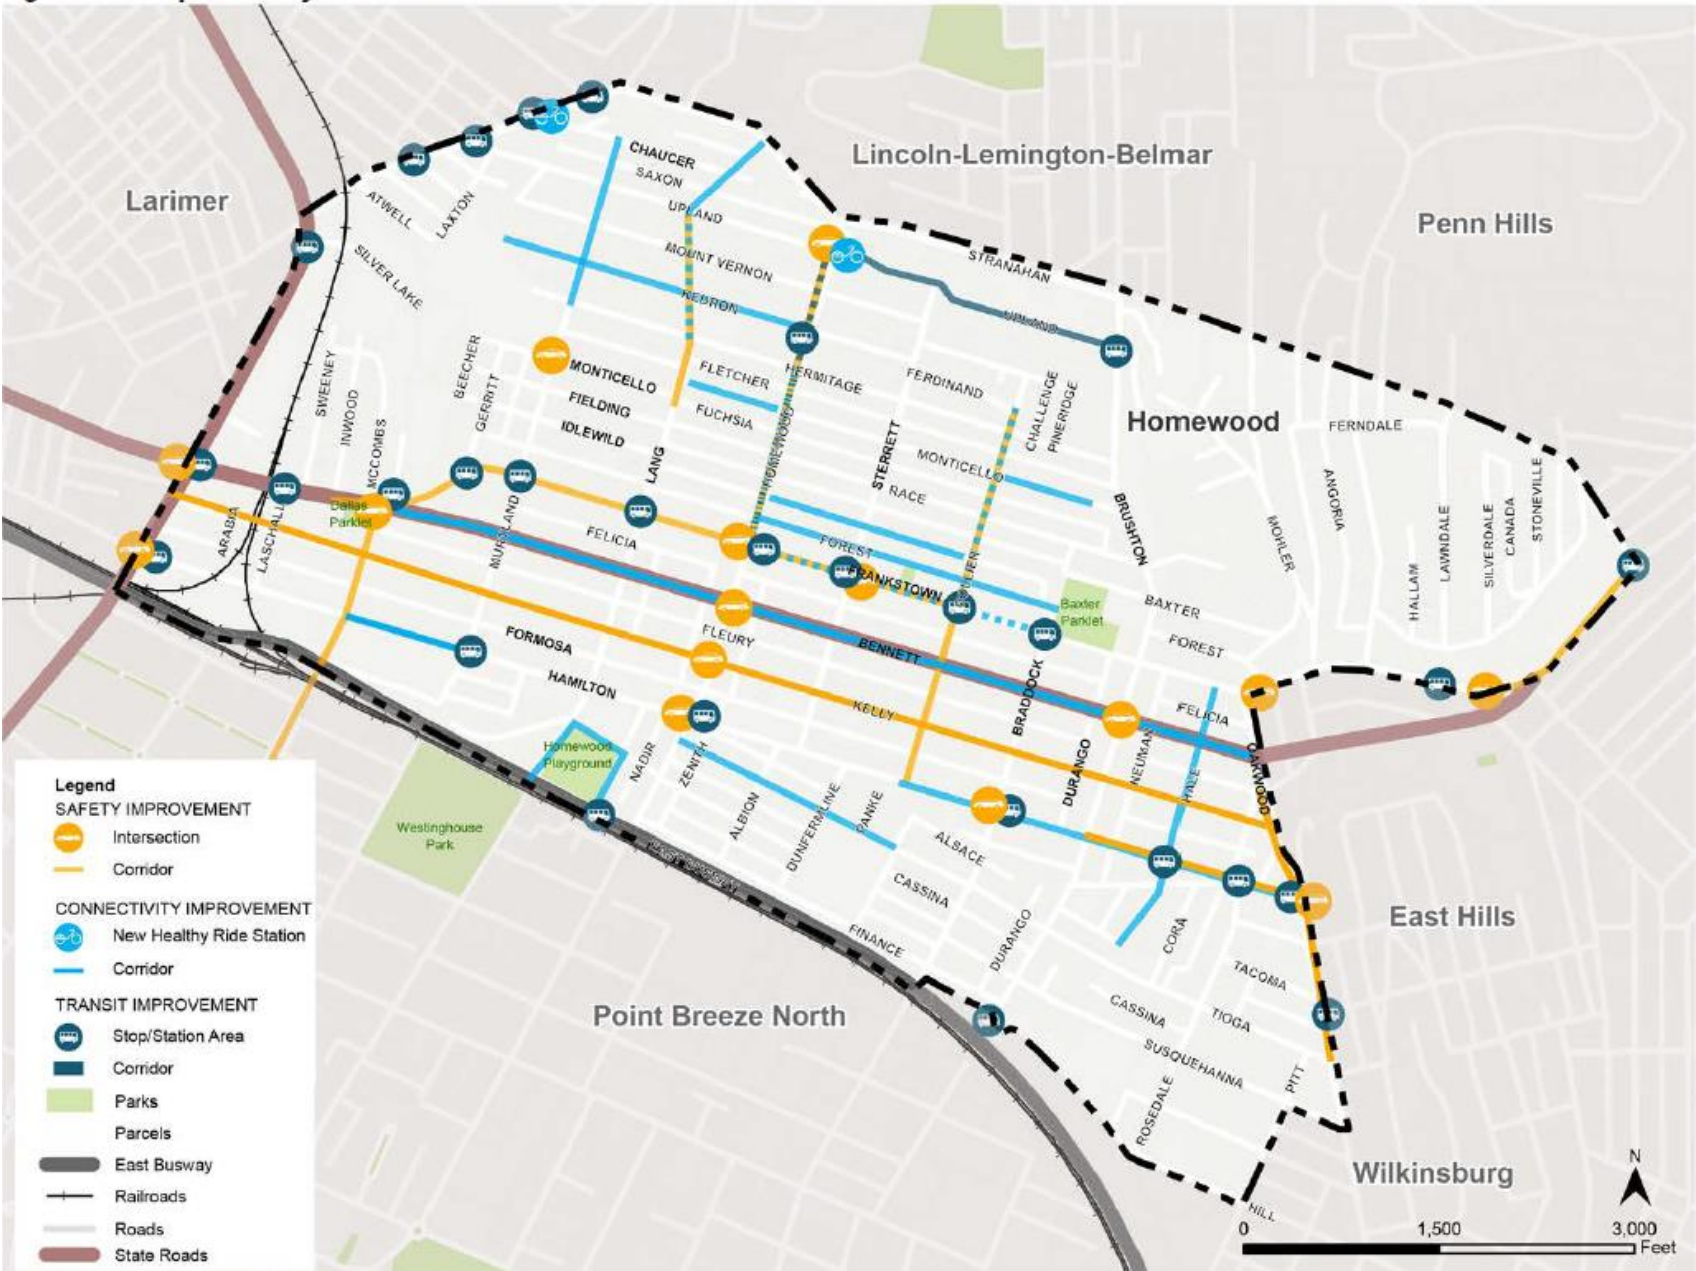 Larimer
Lincoln-Lemington-Belmar
Penn Hills
CHAUCER
SAXON
ATWELL
LAXTON
UPLAND
SILVER LAKE
MOUNT VERNON
STRANAHAN
HEBRON
UPLAND
SWEENEY
INWOOD
MCCOMBS
BEECHER
GERRITT
MONTICELLO
FIELDING
IDLEWILD
FLETCHER
FUCHSIA
HERMITAGE
FERDINAND
CHALLENGE
PINERIDGE
Homewood
FERNDALE
LANG
HOMEWOOD
STERRETT
MONTICELLO
RACE
BRUSHTON
MOHLER
ANGORIA
HALLAM
LAWNDALE
SILVERDALE
CANADA
STONEVILLE
Dallas
Parklet
ARABIA
LASCHALL
MURTLAND
FELICIA
FOREST
FRANKSTOWN
Baxter
Parklet
BAXTER
FOREST
FORMOSA
HAMILTON
FLEURY
BENNETT
KELLY
BRADDOCK
FELICIA
OAKWOOD
Homewood
Playground
NADIR
ZENITH
DURANGO
NEUMAN
HALE
Westinghouse
Park
ALBION
DUNFERMLINE
PANKE
ALSACE
CASSINA
FINANCE
DURANGO
CORA
East Hills
TACOMA
TIOGA
CASSINA
SUSQUEHANNA
PITT
ROSEDALE
HILL
Point Breeze North
Wilkinsburg
Legend
SAFETY IMPROVEMENT
Intersection
Corridor
CONNECTIVITY IMPROVEMENT
New Healthy Ride Station
Corridor
TRANSIT IMPROVEMENT
Stop/Station Area
Corridor
Parks
Parcels
East Busway
Railroads
Roads
State Roads
N
0 1,500 3,000
Feet